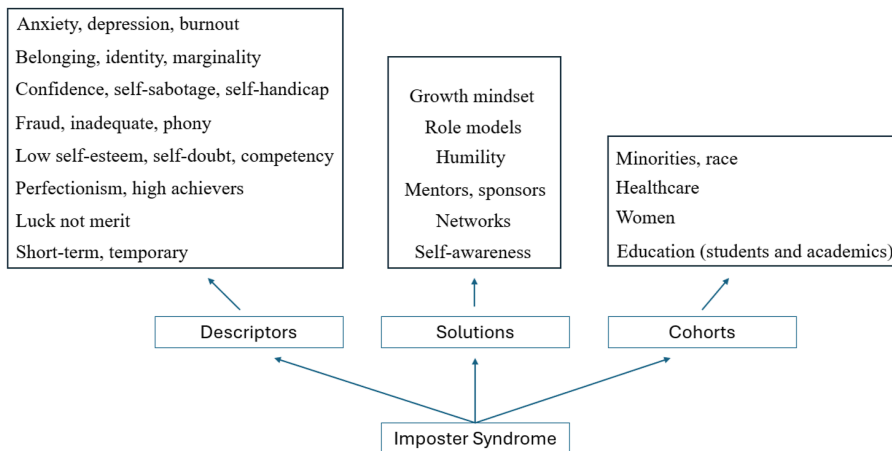 Anxiety, depression, burnout
Belonging, identity, marginality
Confidence, self-sabotage, self-handicap
Fraud, inadequate, phony
Low self-esteem, self-doubt, competency
Perfectionism, high achievers
Luck not merit
Short-term, temporary
Growth mindset
Role models
Humility
Mentors, sponsors
Networks
Self-awareness
Minorities, race
Healthcare
Women
Education (students and academics)
Descriptors
Solutions
Cohorts
Imposter Syndrome